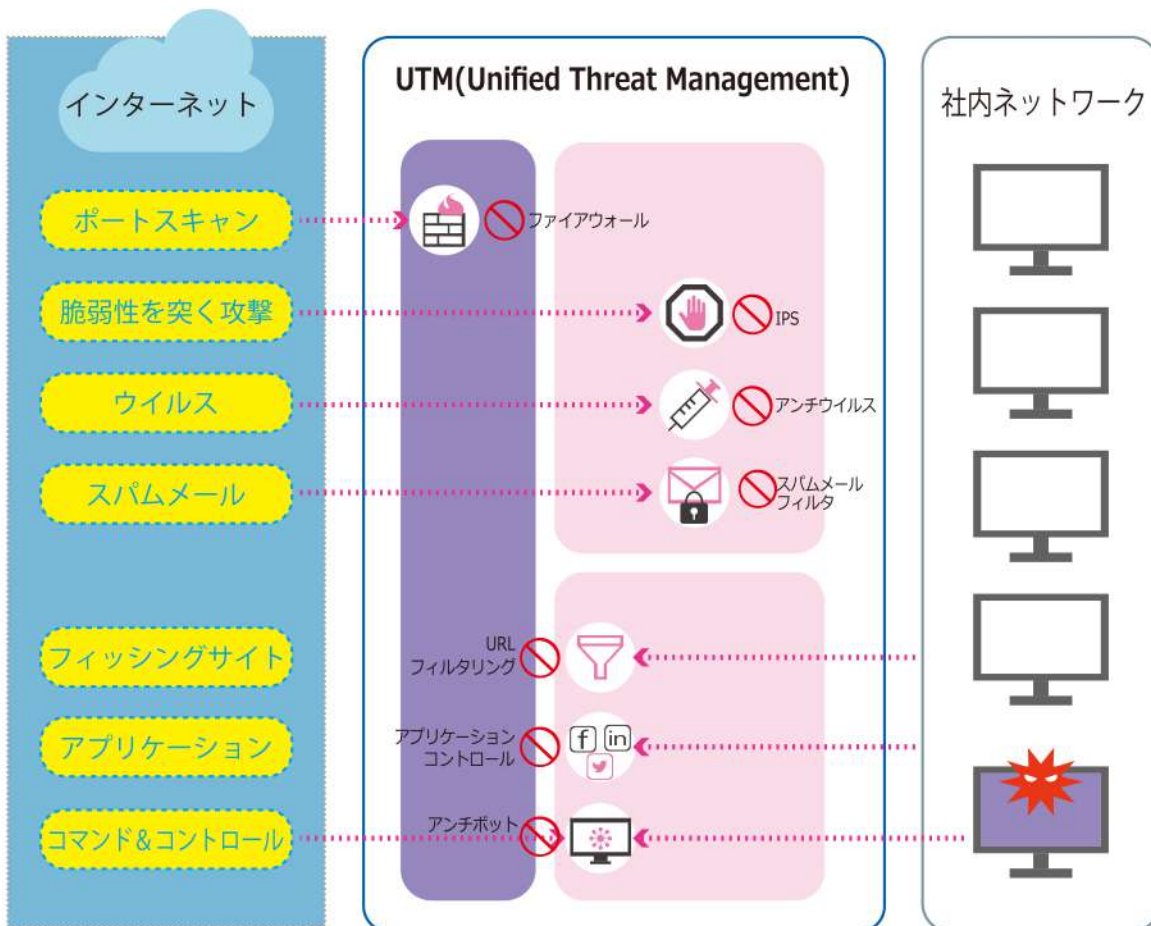 インターネット
UTM(Unified Threat Management)
社内ネットワーク
ポートスキャン
ファイアウォール
脆弱性を突く攻撃
IPS
ウイルス
アンチウイルス
スパムメール
スパムメール
フィルタ
フィッシングサイト
URL
フィルタリング
アプリケーション
アプリケーション
コントロール
f
in
コマンド＆コントロール
アンチボット